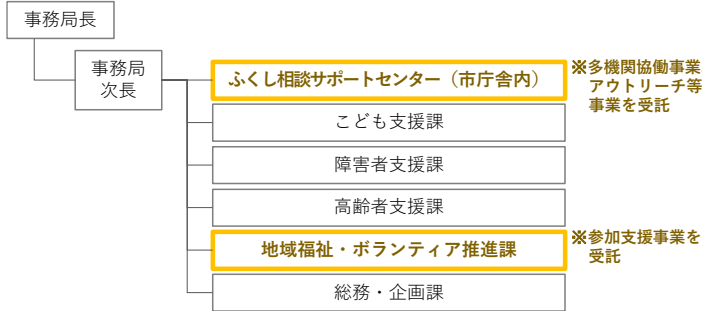 事務局長
事務局
次長
ふくし相談サポートセンター（市庁舎内）
※多機関協働事業
アウトリーチ等
事業を受託
こども支援課
障害者支援課
高齢者支援課
地域福祉・ボランティア推進課
※参加支援事業を
受託
総務・企画課